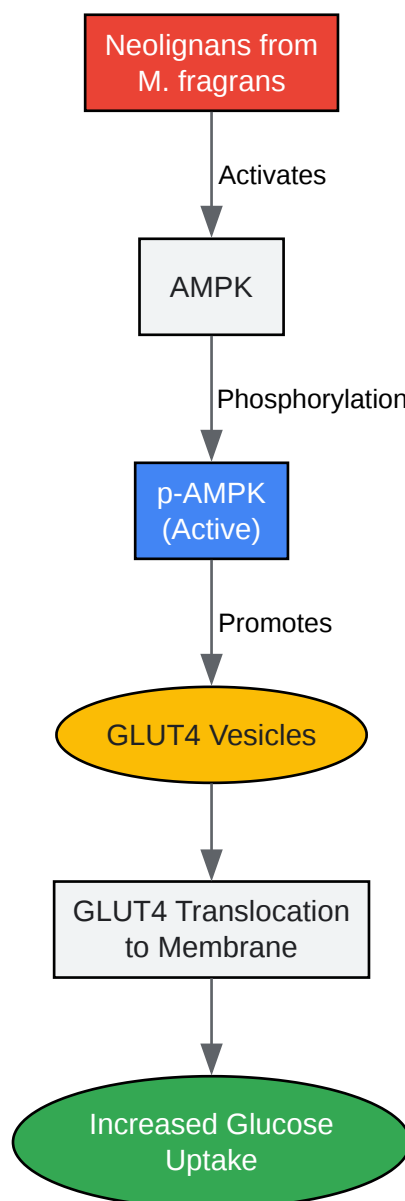 Neolignans from
M. fragrans
Activates
AMPK
Phosphorylation
p-AMPK
(Active)
Promotes
GLUT4 Vesicles
GLUT4 Translocation
to Membrane
Increased Glucose
Uptake